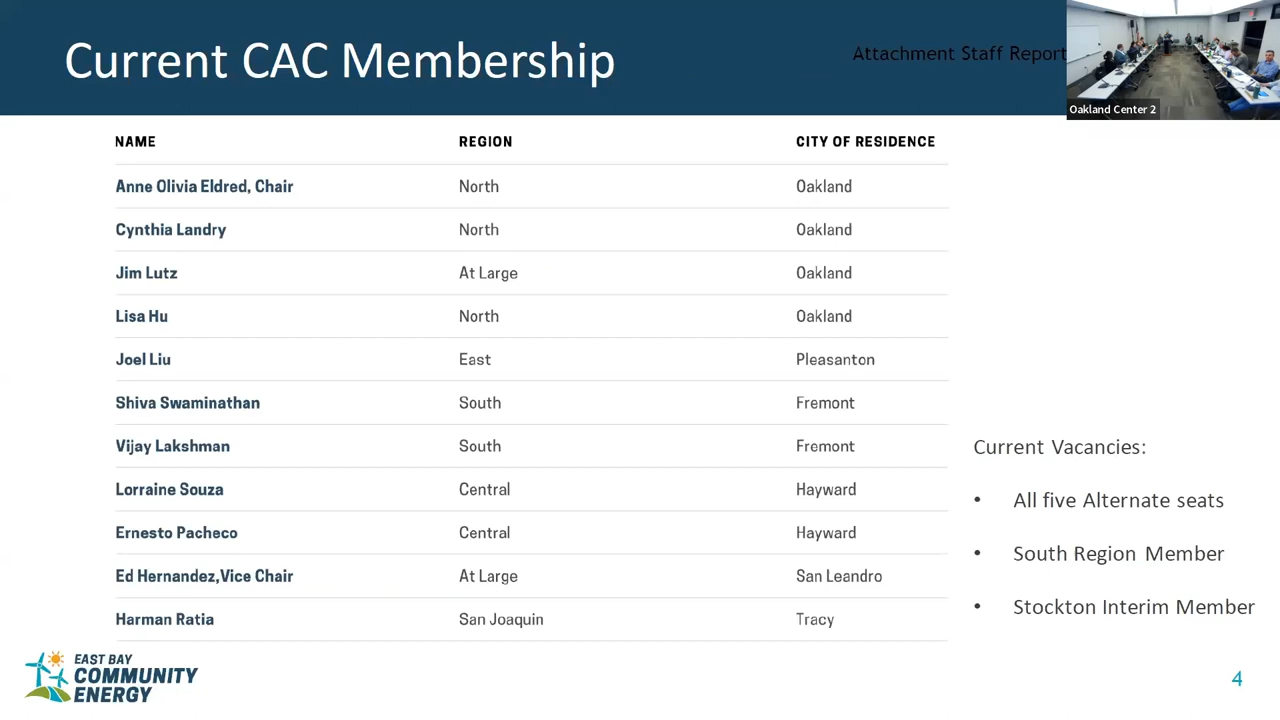 Current CAC Membership
Attachment Staff Report
Oakland Center 2
NAME REGION CITY OF RESIDENCE
Anne Olivia Eldred, Chair North Oakland
Cynthia Landry North Oakland
Jim Lutz At Large Oakland
Lisa Hu North Oakland
Joel Liu East Pleasanton
Shiva Swaminathan South Fremont
Vijay Lakshman South Fremont
Lorraine Souza Central Hayward
Ernesto Pacheco Central Hayward
Ed Hernandez,Vice Chair At Large San Leandro
Harman Ratia San Joaquin Tracy
Current Vacancies:
• All five Alternate seats
• South Region Member
• Stockton Interim Member
EAST BAY
COMMUNITY
ENERGY
4